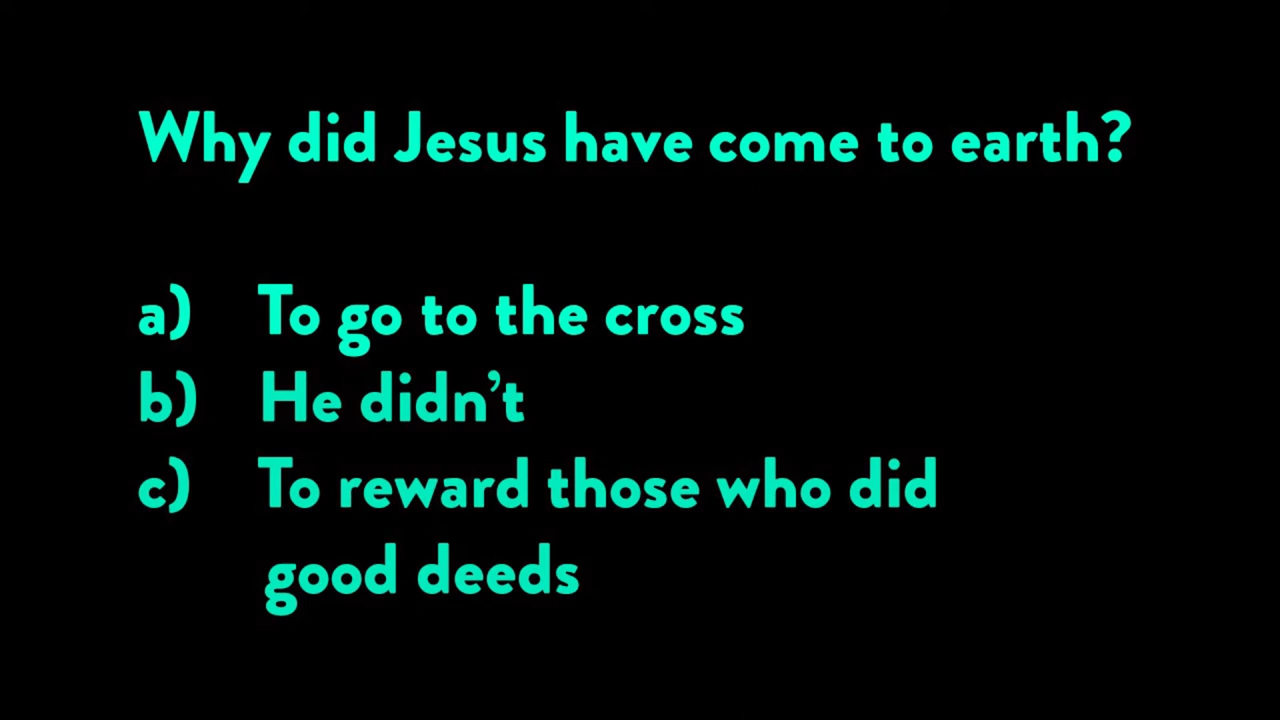 Why did Jesus have come to earth?
a) To go to the cross
b) He didn’t
c) To reward those who did
good deeds